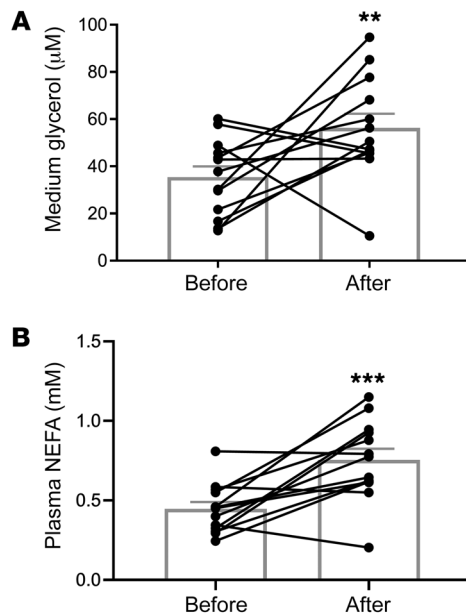 A
**
Medium glycerol (μM)
100
80
60
40
20
0
Before After
B
***
Plasma NEFA (mM)
1.5
1.0
0.5
0.0
Before After